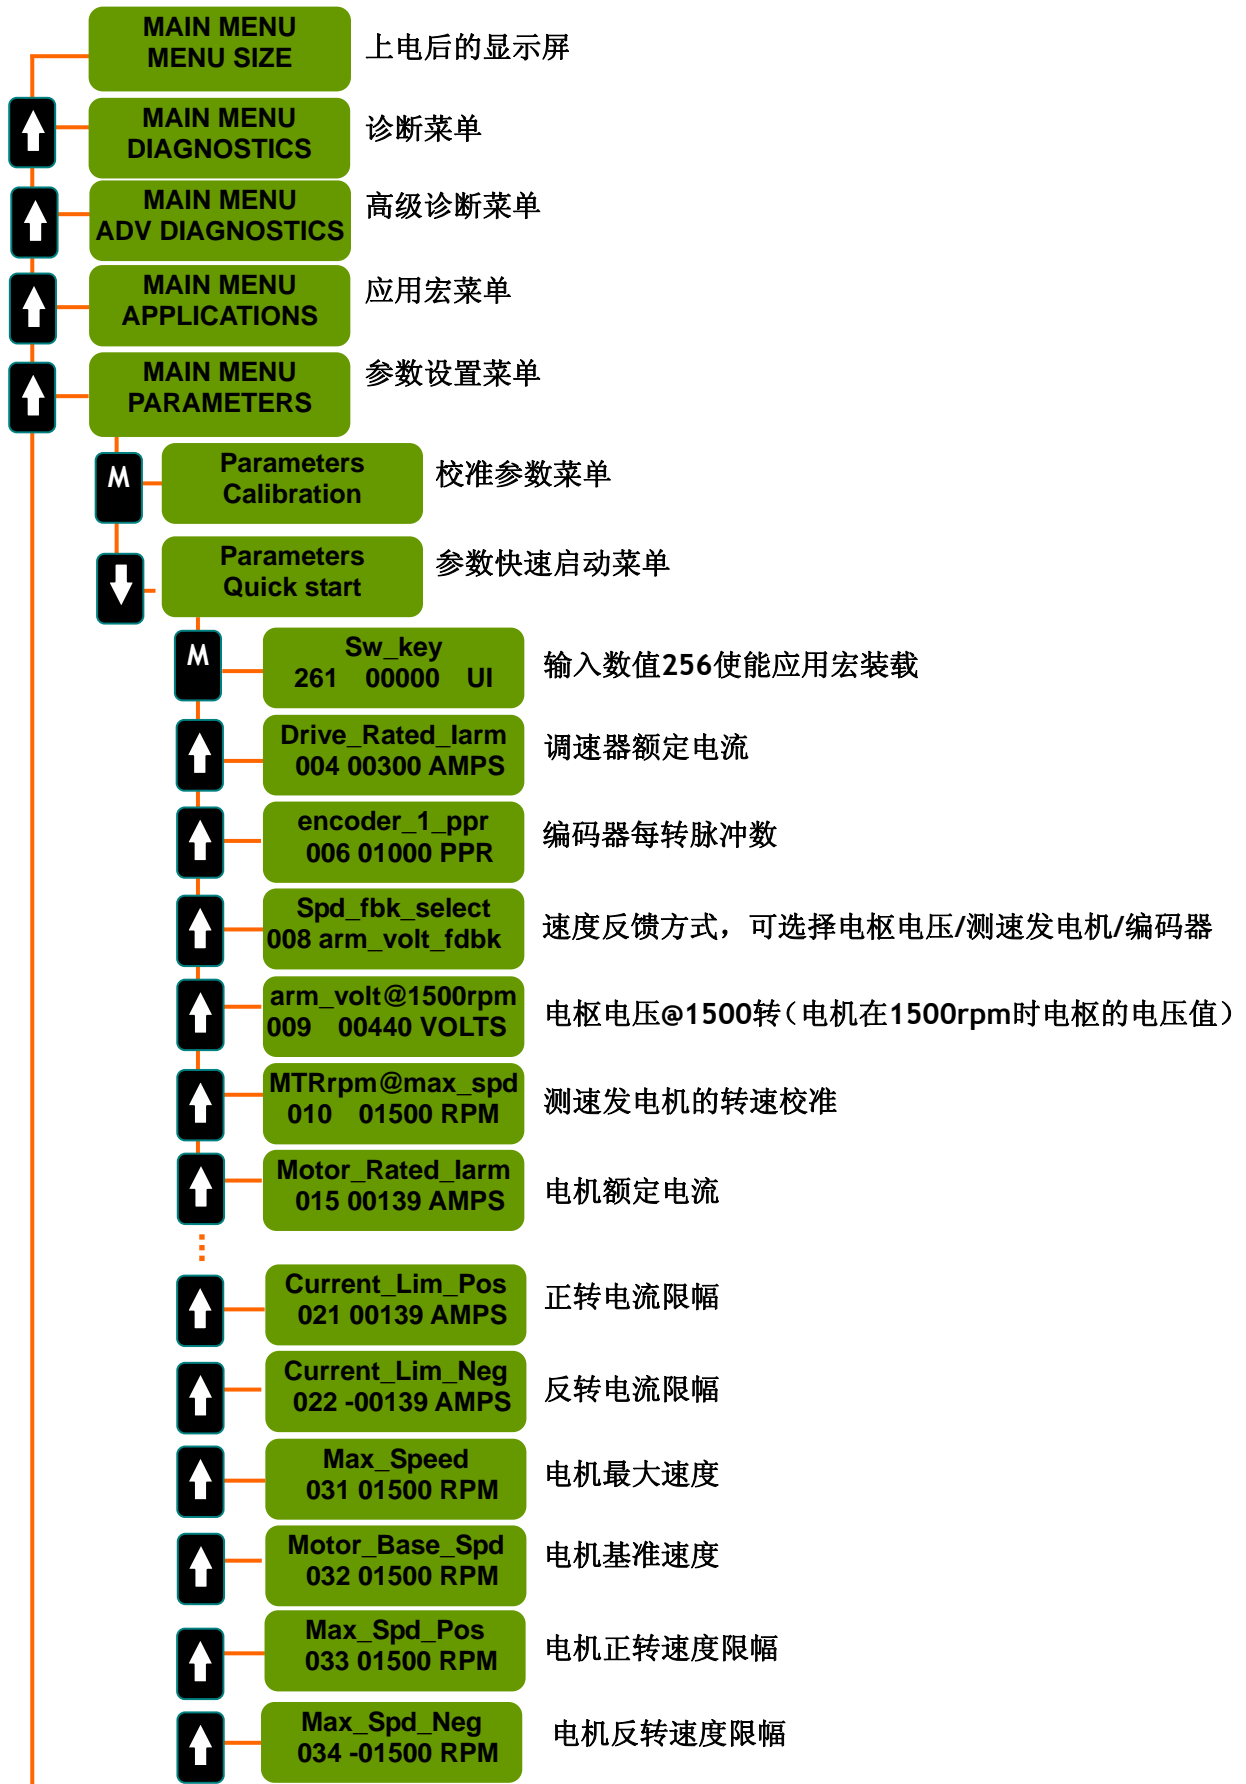 MAIN MENU
MENU SIZE
上电后的显示屏
MAIN MENU
DIAGNOSTICS
诊断菜单
MAIN MENU
ADV DIAGNOSTICS
高级诊断菜单
MAIN MENU
APPLICATIONS
应用宏菜单
MAIN MENU
PARAMETERS
参数设置菜单
M
Parameters
Calibration
校准参数菜单
Parameters
Quick start
参数快速启动菜单
M
Sw_key
261 00000 UI
输入数值256使能应用宏装载
Drive_Rated_Iarm
004 00300 AMPS
调速器额定电流
encoder_1_ppr
006 01000 PPR
编码器每转脉冲数
Spd_fbk_select
008 arm_volt_fdbk
速度反馈方式，可选择电枢电压/测速发电机/编码器
arm_volt@1500rpm
009 00440 VOLTS
电枢电压@1500转（电机在1500rpm时电枢的电压值）
MTRrpm@max_spd
010 01500 RPM
测速发电机的转速校准
Motor_Rated_Iarm
015 00139 AMPS
电机额定电流
Current_Lim_Pos
021 00139 AMPS
正转电流限幅
Current_Lim_Neg
022 -00139 AMPS
反转电流限幅
Max_Speed
031 01500 RPM
电机最大速度
Motor_Base_Spd
032 01500 RPM
电机基准速度
Max_Spd_Pos
033 01500 RPM
电机正转速度限幅
Max_Spd_Neg
034 -01500 RPM
电机反转速度限幅